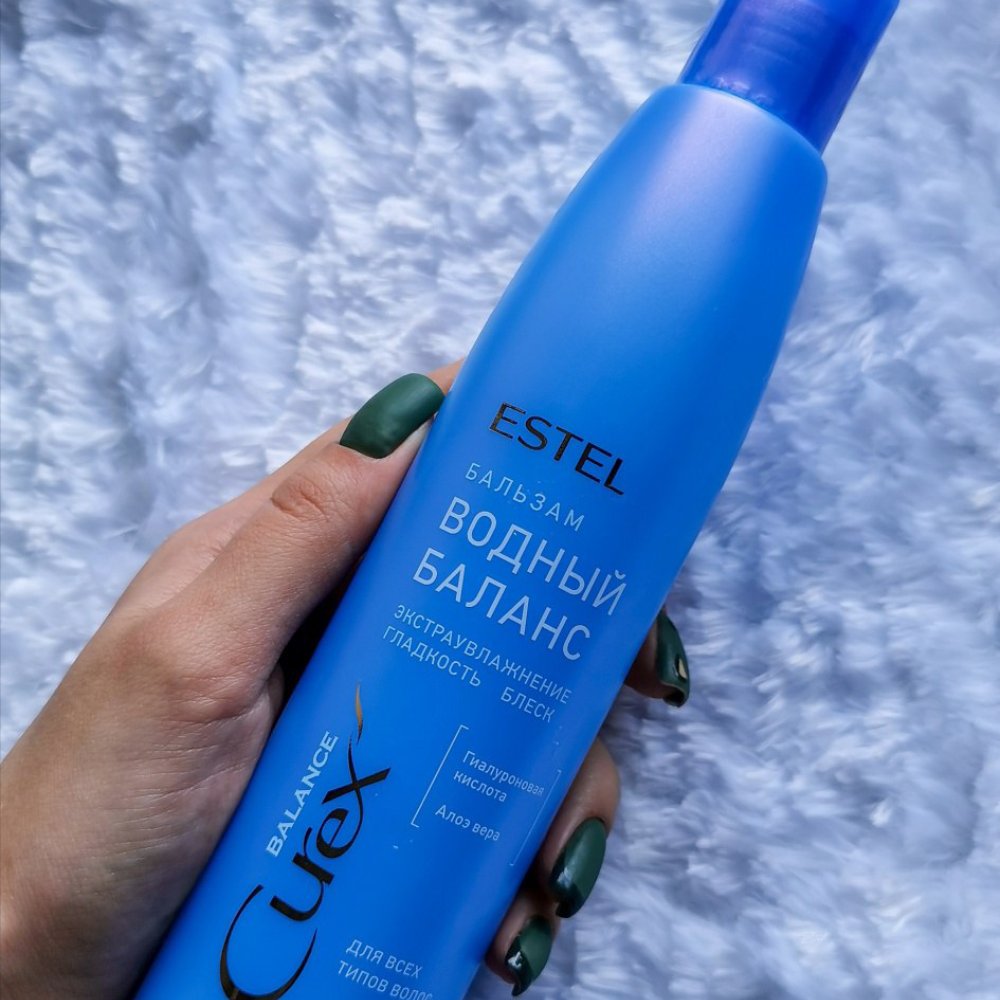 ESTEL
БАЛЬЗАМ
ВОДНЫЙ
БАЛАНС
ЭКСТРАУВЛАЖНЕНИЕ
ГЛАДКОСТЬ БЛЕСК
Гиалуроновая
кислота
Алоэ вера
BALANCE
Curex
ДЛЯ ВСЕХ
ТИПОВ ВОЛОС